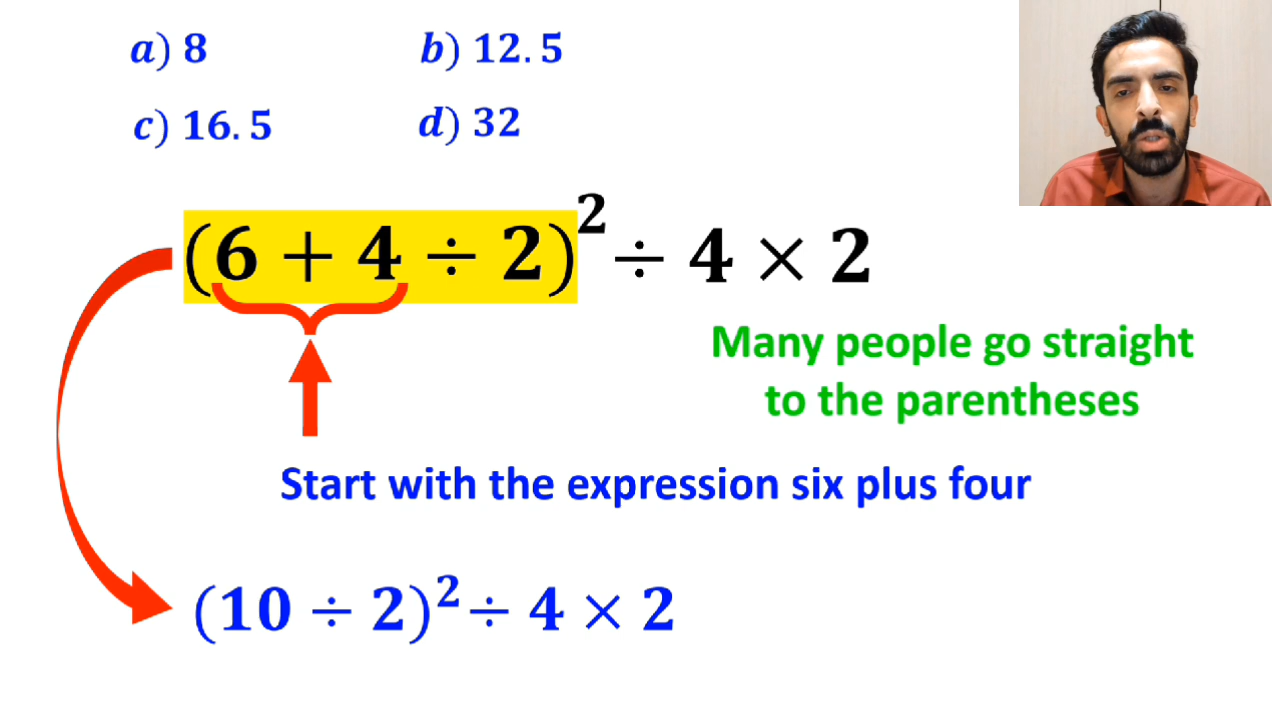 a) 8 b) 12.5
c) 16.5 d) 32
(6 + 4 ÷ 2)² ÷ 4 × 2
Many people go straight
to the parentheses
Start with the expression six plus four
(10 ÷ 2)² ÷ 4 × 2